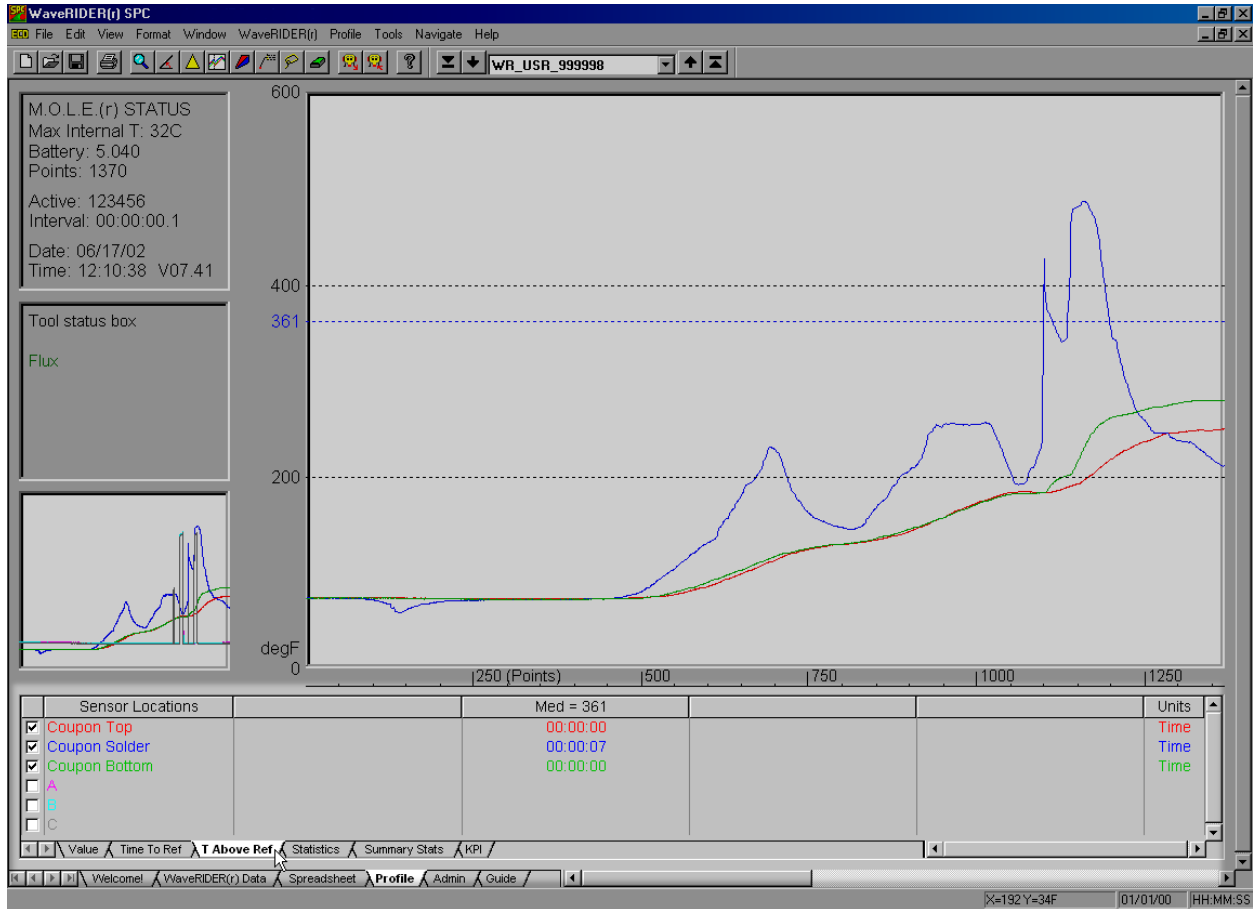 WaveRIDER(r) SPC
File Edit View Format Window WaveRIDER(r) Profile Tools Navigate Help
WR_USR_999998
M.O.L.E.(r) STATUS
Max Internal T: 32C
Battery: 5.040
Points: 1370
Active: 123456
Interval: 00:00:00.1
Date: 06/17/02
Time: 12:10:38 V07.41
Tool status box
Flux
600
400
361
200
degF
0
250 (Points) 500 750 1000 1250
Sensor Locations Med = 361 Units
Coupon Top 00:00:00 Time
Coupon Solder 00:00:07 Time
Coupon Bottom 00:00:00 Time
A
B
C
Value Time To Ref T Above Ref Statistics Summary Stats KPI
Welcome! WaveRIDER(r) Data Spreadsheet Profile Admin Guide
X=192 Y=34F 01/01/00 HH:MM:SS